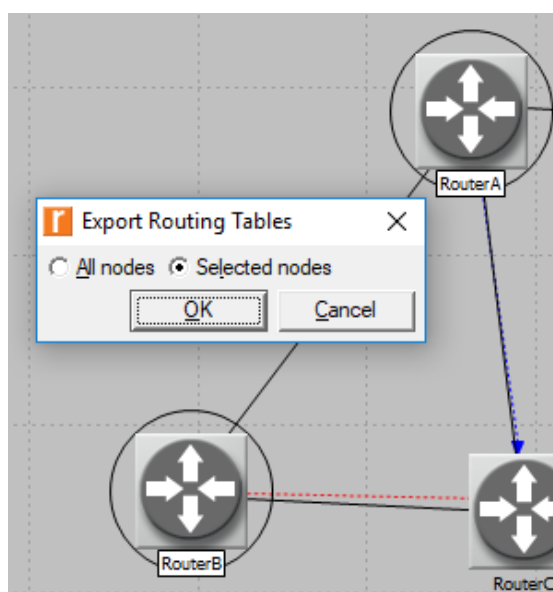 RouterA
Export Routing Tables
All nodes Selected nodes
OK Cancel
RouterB
RouterC